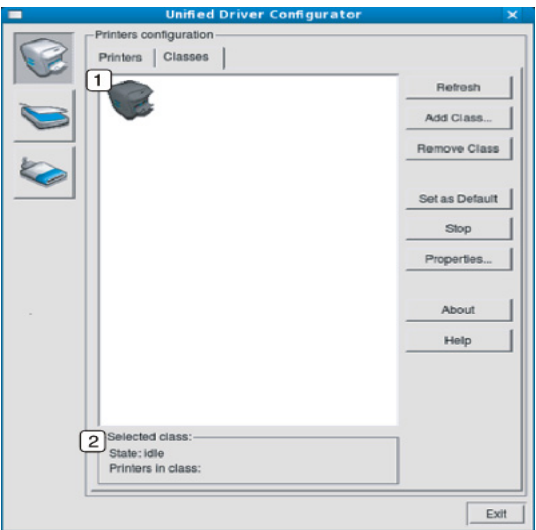 Unified Driver Configurator
Printers configuration
Printers
Classes
1
Refresh
Add Class...
Remove Class
Set as Default
Stop
Properties...
About
Help
2
Selected class:
State: idle
Printers in class:
Exit